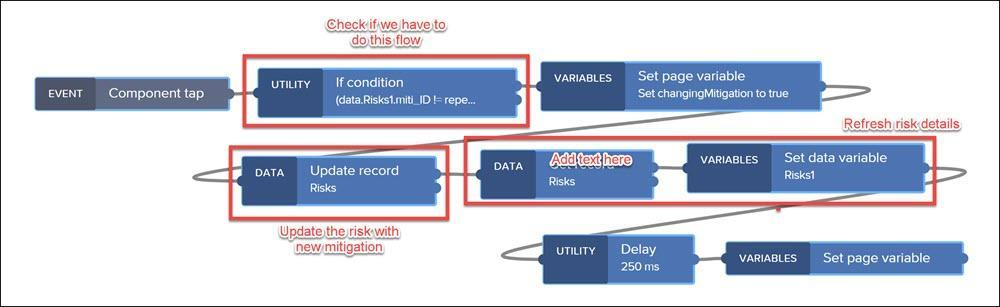 Check if we have to
do this flow
EVENT Component tap
UTILITY If condition
(data.Risks1.miti_ID != repe...
VARIABLES Set page variable
Set changingMitigation to true
Refresh risk details
DATA Update record
Risks
DATA Add text here
record
Risks
VARIABLES Set data variable
Risks1
Update the risk with
new mitigation
UTILITY Delay
250 ms
VARIABLES Set page variable